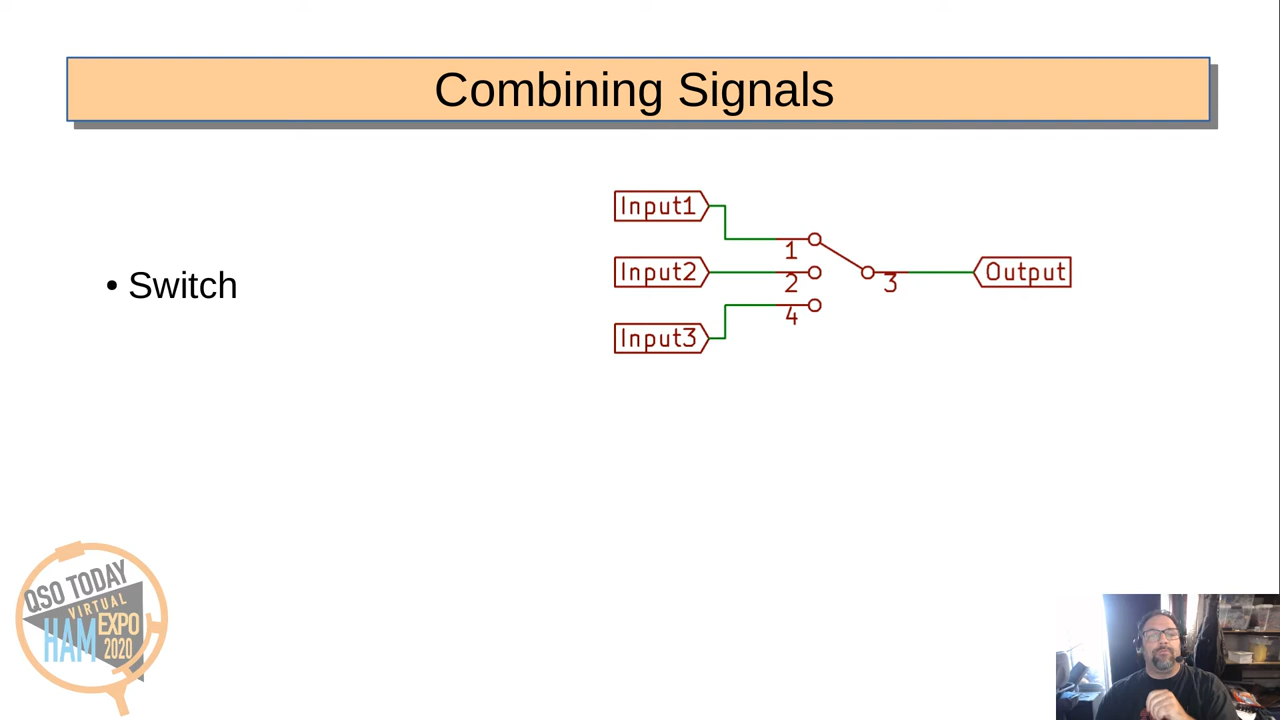 Combining Signals
• Switch
Input1
1
Input2
2
3
Output
4
Input3
QSO TODAY
VIRTUAL
HAM EXPO
2020